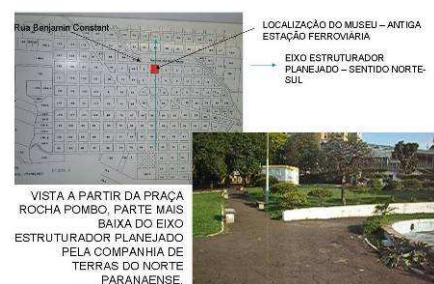 Rua Benjamin Constant
LOCALIZAÇÃO DO MUSEU – ANTIGA
ESTAÇÃO FERROVIÁRIA
EIXO ESTRUTURADOR
PLANEJADO – SENTIDO NORTE-
SUL
VISTA A PARTIR DA PRAÇA
ROCHA POMBO, PARTE MAIS
BAIXA DO EIXO
ESTRUTURADOR PLANEJADO
PELA COMPANHIA DE
TERRAS DO NORTE
PARANAENSE.